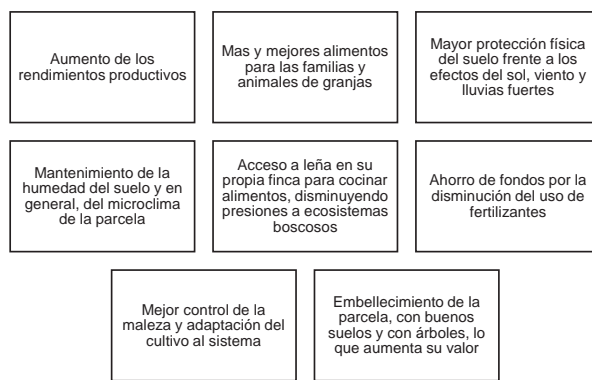 Aumento de los
rendimientos productivos
Mas y mejores alimentos
para las familias y
animales de granjas
Mayor protección física
del suelo frente a los
efectos del sol, viento y
lluvias fuertes
Mantenimiento de la
humedad del suelo y en
general, del microclima
de la parcela
Acceso a leña en su
propia finca para cocinar
alimentos, disminuyendo
presiones a ecosistemas
boscosos
Ahorro de fondos por la
disminución del uso de
fertilizantes
Mejor control de la
maleza y adaptación del
cultivo al sistema
Embellecimiento de la
parcela, con buenos
suelos y con árboles, lo
que aumenta su valor